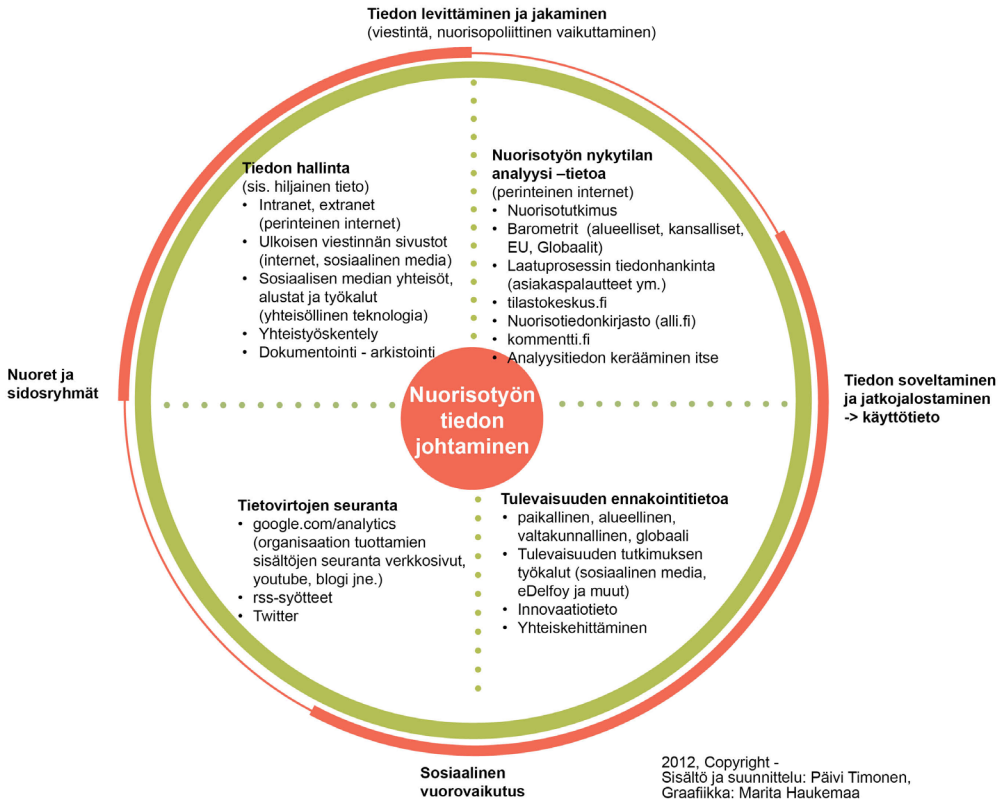 Tiedon levittäminen ja jakaminen
(viestintä, nuorisopoliittinen vaikuttaminen)
Tiedon hallinta
(sis. hiljainen tieto)
• Intranet, extranet
(perinteinen internet)
• Ulkoisen viestinnän sivustot
(internet, sosiaalinen media)
• Sosiaalisen median yhteisöt,
alustat ja työkalut
(yhteisöllinen teknologia)
• Yhteistyöskentely
• Dokumentointi - arkistointi
Nuorisotyön nykytilan
analyysi –tietoa
(perinteinen internet)
• Nuorisotutkimus
• Barometrit (alueelliset, kansalliset,
EU, Globaalit)
• Laatuprosessin tiedonhankinta
(asiakaspalautteet ym.)
• tilastokeskus.fi
• Nuorisotiedonkirjasto (alli.fi)
• kommentti.fi
• Analyysitiedon kerääminen itse
Nuoret ja
sidosryhmät
Nuorisotyön
tiedon
johtaminen
Tiedon soveltaminen
ja jatkojalostaminen
-> käyttötieto
Tietovirtojen seuranta
• google.com/analytics
(organisaation tuottamien
sisältöjen seuranta verkkosivut,
youtube, blogi jne.)
• rss-syötteet
• Twitter
Tulevaisuuden ennakointitietoa
• paikallinen, alueellinen,
valtakunnallinen, globaali
• Tulevaisuuden tutkimuksen
työkalut (sosiaalinen media,
eDelfoy ja muut)
• Innovaatiotieto
• Yhteiskehittäminen
Sosiaalinen
vuorovaikutus
2012, Copyright -
Sisältö ja suunnittelu: Päivi Timonen,
Graafiikka: Marita Haukemaa